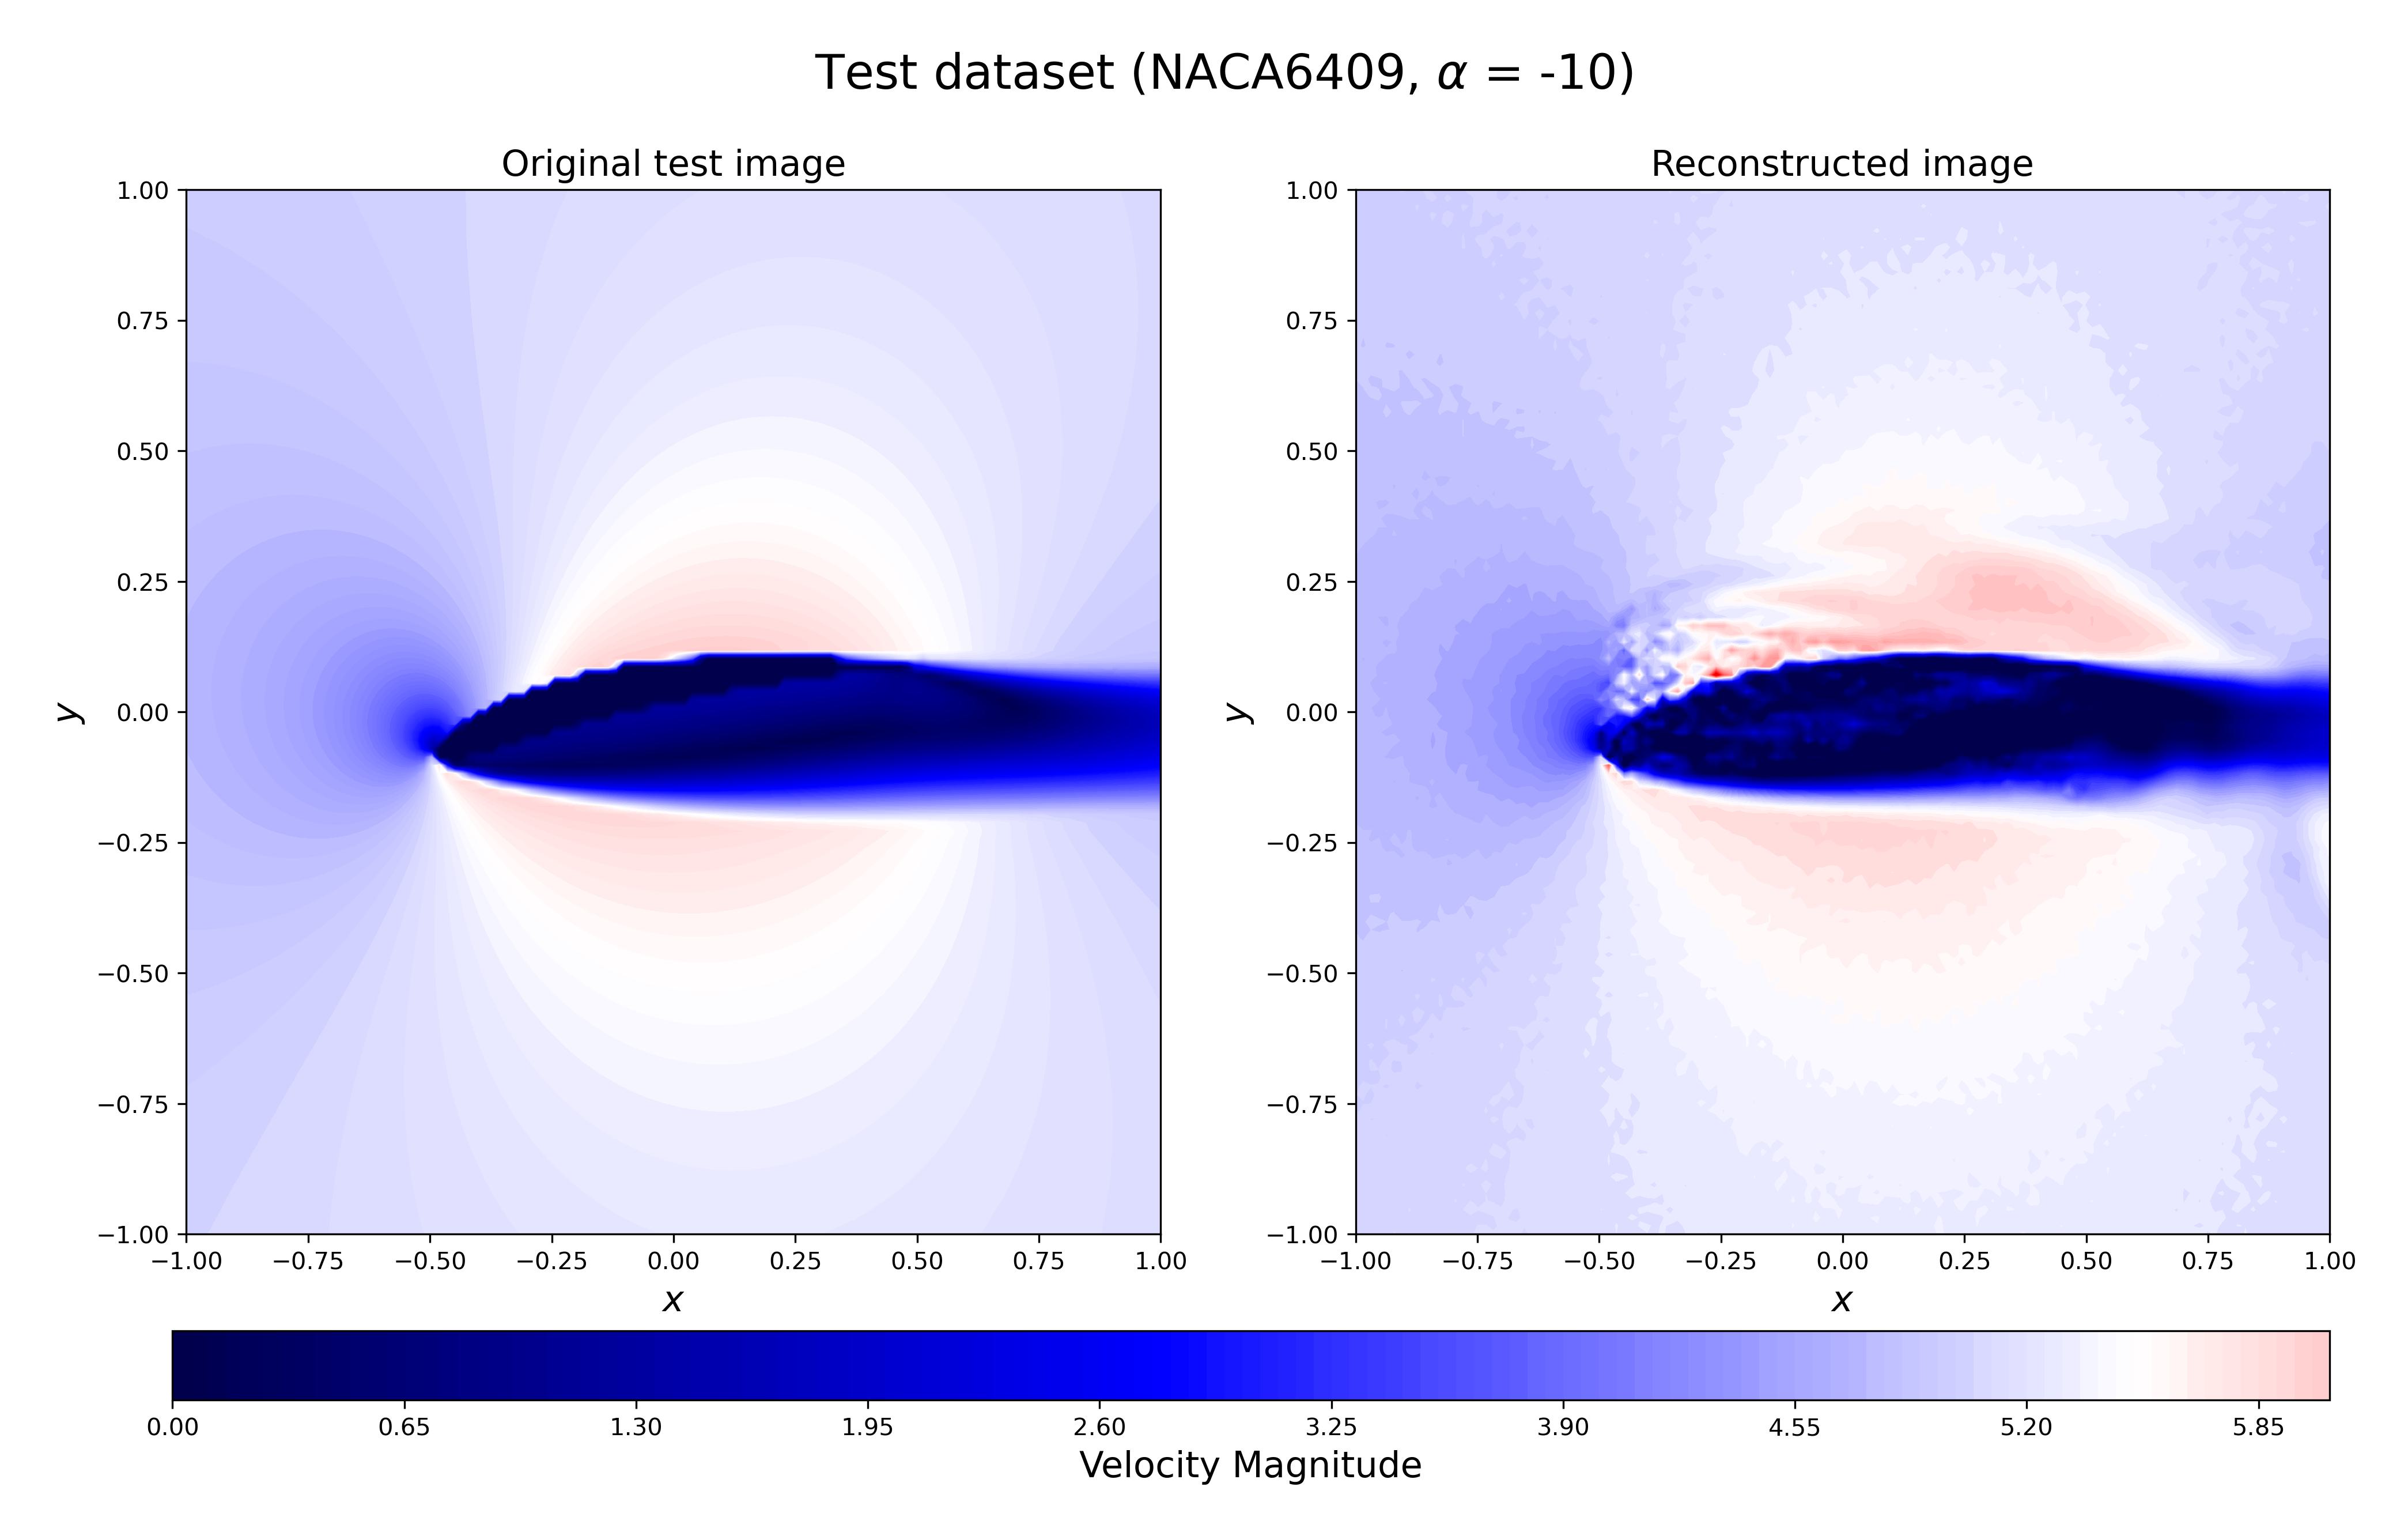 Test dataset (NACA6409, α = -10)
Original test image
Reconstructed image
1.00
0.75
0.50
0.25
0.00
−0.25
−0.50
−0.75
−1.00
y
−1.00 −0.75 −0.50 −0.25 0.00 0.25 0.50 0.75 1.00
x
1.00
0.75
0.50
0.25
0.00
−0.25
−0.50
−0.75
−1.00
y
−1.00 −0.75 −0.50 −0.25 0.00 0.25 0.50 0.75 1.00
x
0.00 0.65 1.30 1.95 2.60 3.25 3.90 4.55 5.20 5.85
Velocity Magnitude